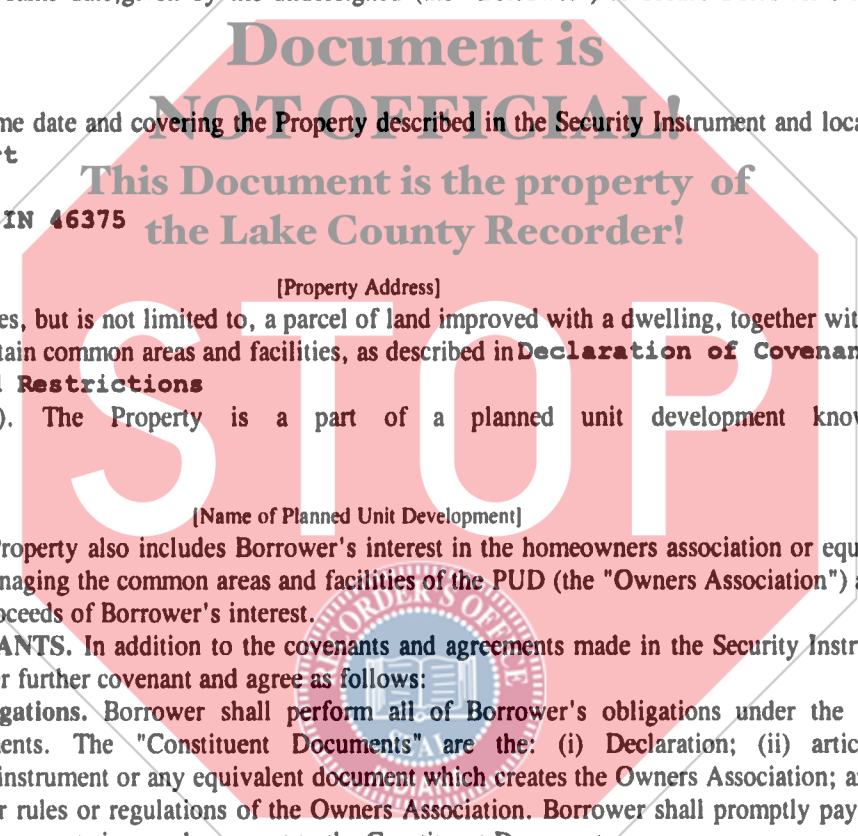 Document is
NOT OFFICIAL!
me date and covering the Property described in the Security Instrument and loca
rt
This Document is the property of
IN 46375
the Lake County Recorder!
[Property Address]
es, but is not limited to, a parcel of land improved with a dwelling, together wit
tain common areas and facilities, as described in Declaration of Covenan
Restrictions
). The Property is a part of a planned unit development know
STOP
[Name of Planned Unit Development]
Property also includes Borrower's interest in the homeowners association or equ
naging the common areas and facilities of the PUD (the "Owners Association") a
oceeds of Borrower's interest.
ANTS. In addition to the covenants and agreements made in the Security Instr
r further covenant and agree as follows:
gations. Borrower shall perform all of Borrower's obligations under the
ents. The "Constituent Documents" are the: (i) Declaration; (ii) artic
instrument or any equivalent document which creates the Owners Association; a
r rules or regulations of the Owners Association. Borrower shall promptly pay
RECORDER'S OFFICE
SEAL
INDIANA